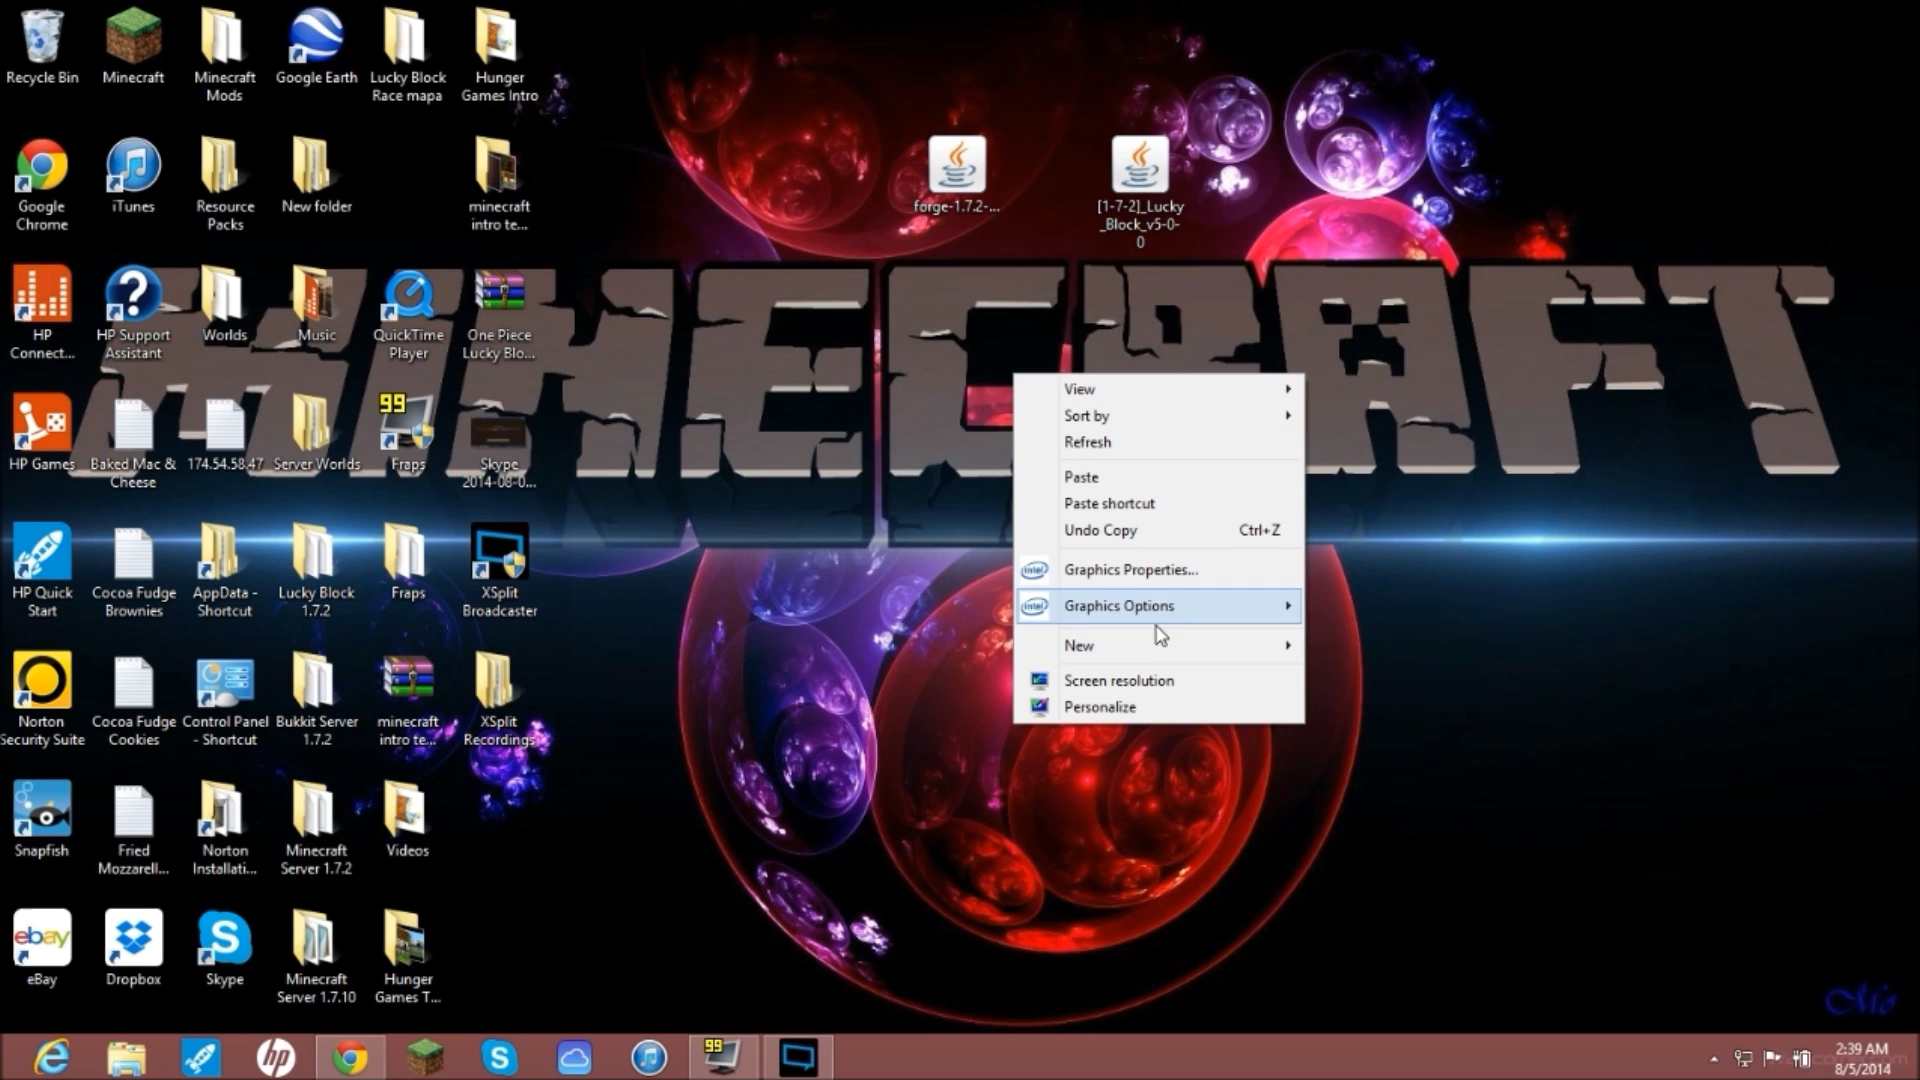 Recycle Bin
Minecraft
Minecraft
Mods
Google Earth
Lucky Block
Race mapa
Hunger
Games Intro
Google
Chrome
iTunes
Resource
Packs
New folder
minecraft
intro te...
forge-1.7.2-...
[1-7-2]_Lucky
_Block_v5-0-
0
MINECRAFT
HP
Connect...
HP Support
Assistant
Worlds
Music
QuickTime
Player
One Piece
Lucky Blo...
HP Games
Baked Mac &
Cheese
174.54.58.47
Server Worlds
99
Fraps
Skype
2014-08-0...
View
Sort by
Refresh
Paste
Paste shortcut
Undo Copy Ctrl+Z
intel Graphics Properties...
intel Graphics Options
New
Screen resolution
Personalize
HP Quick
Start
Cocoa Fudge
Brownies
AppData -
Shortcut
Lucky Block
1.7.2
Fraps
XSplit
Broadcaster
Norton
Security Suite
Cocoa Fudge
Cookies
Control Panel
- Shortcut
Bukkit Server
1.7.2
minecraft
intro te...
XSplit
Recordings
Snapfish
Fried
Mozzarell...
Norton
Installati...
Minecraft
Server 1.7.2
Videos
ebay
eBay
Dropbox
Skype
Minecraft
Server 1.7.10
Hunger
Games T...
Mo
hp
99
2:39 AM
8/5/2014